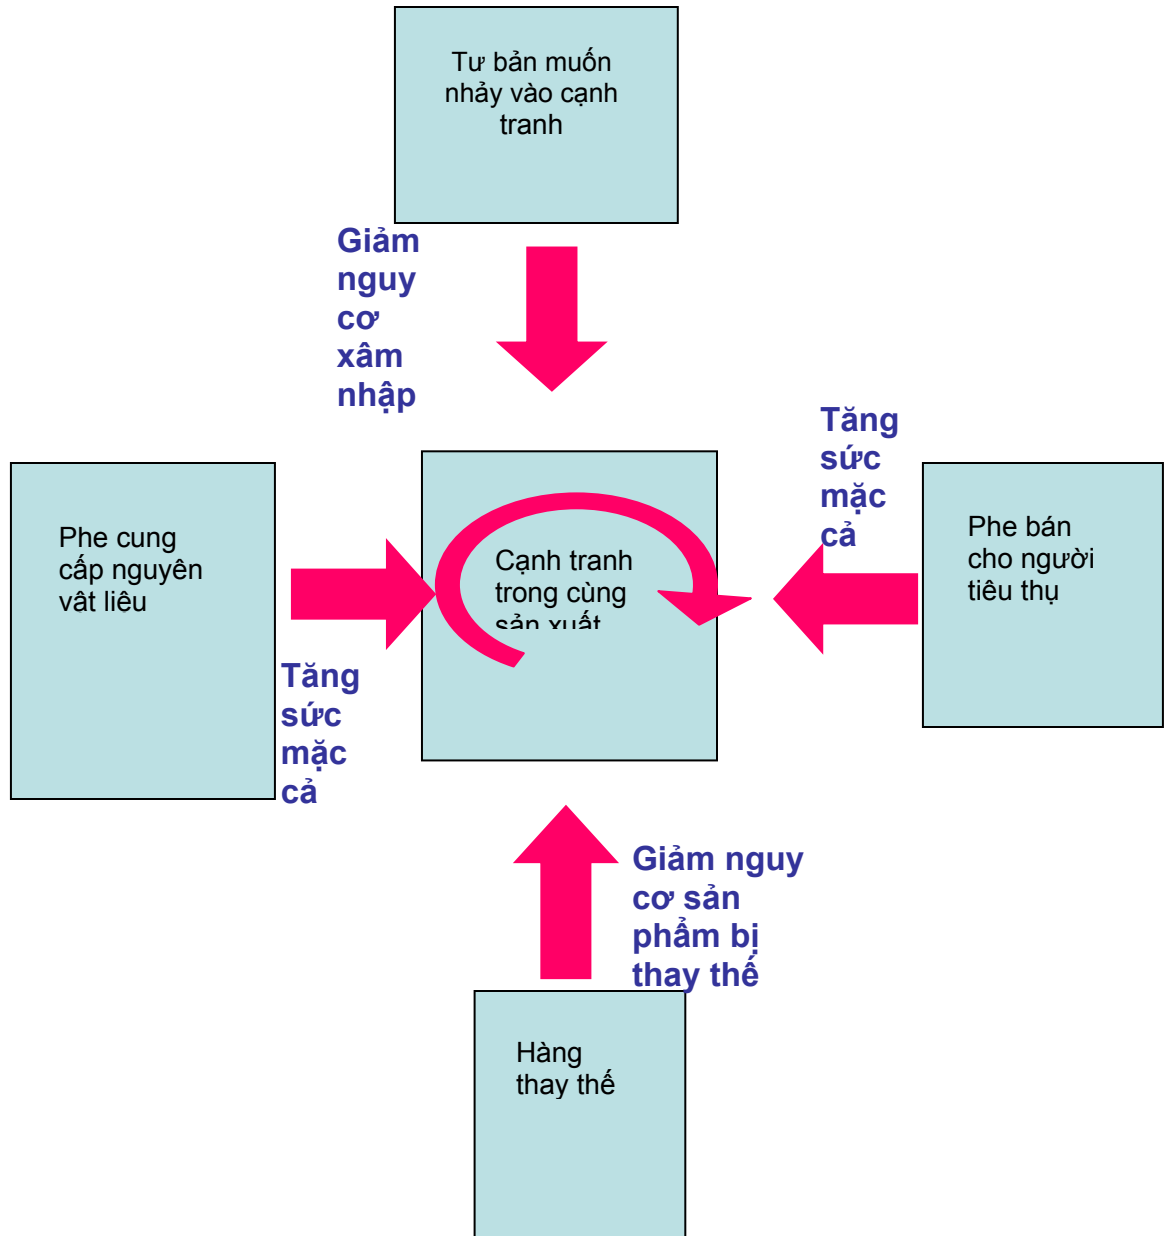 Tư bản muốn
nhảy vào cạnh
tranh
Giảm
nguy
cơ
xâm
nhập
Tăng
sức
mặc
cả
Phe cung
cấp nguyên
vât liêu
Cạnh tranh
trong cùng
sản xuất
Phe bán
cho người
tiêu thụ
Tăng
sức
mặc
cả
Giảm nguy
cơ sản
phẩm bị
thay thế
Hàng
thay thế